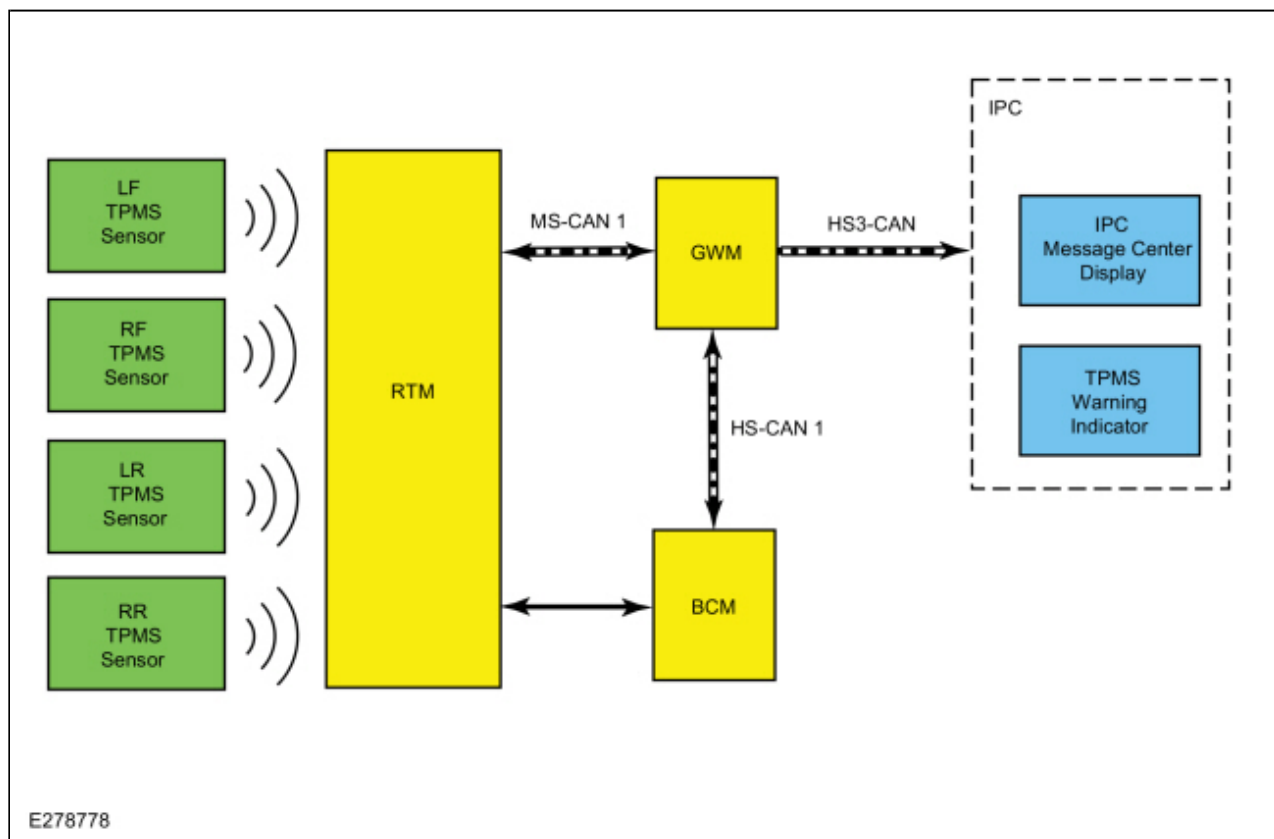 IPC
LF
TPMS
Sensor
MS-CAN 1
HS3-CAN
GWM
IPC
Message Center
Display
RF
TPMS
Sensor
RTM
TPMS
Warning
Indicator
HS-CAN 1
LR
TPMS
Sensor
RR
TPMS
Sensor
BCM
E278778